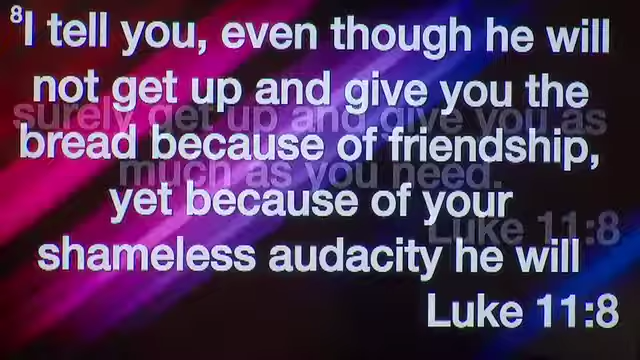 8I tell you, even though he will
not get up and give you the
surely get up and give you as
bread because of friendship,
much as you need.
yet because of your
Luke 11:8
shameless audacity he will
Luke 11:8